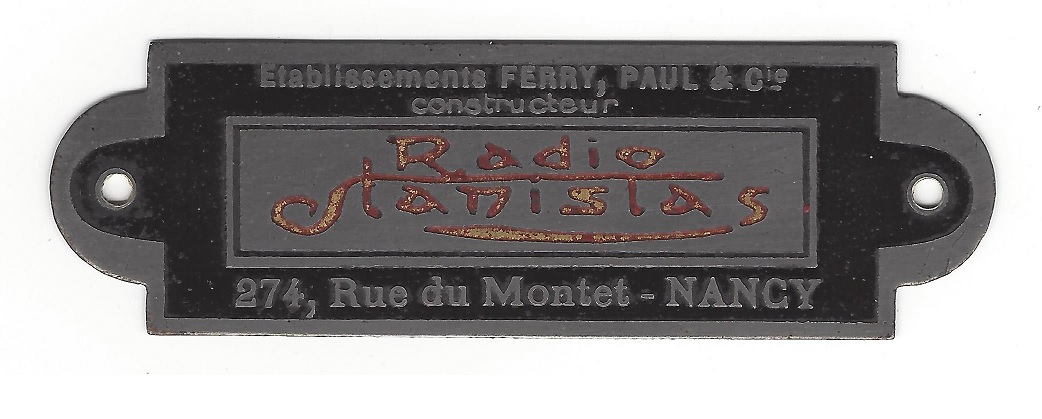 Etablissements FERRY, PAUL & Cie
constructeur
Radio
Stanislas
274, Rue du Montet - NANCY